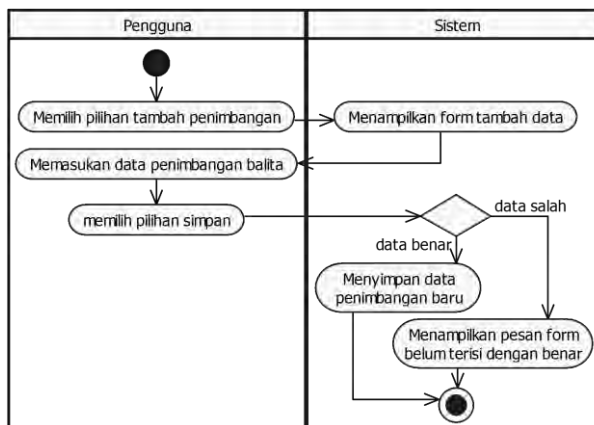 Pengguna
Sistem
Memilih pilihan tambah penimbangan
Menampilkan form tambah data
Memasukan data penimbangan balita
memilih pilihan simpan
data salah
data benar
Menyimpan data
penimbangan baru
Menampilkan pesan form
belum terisi dengan benar